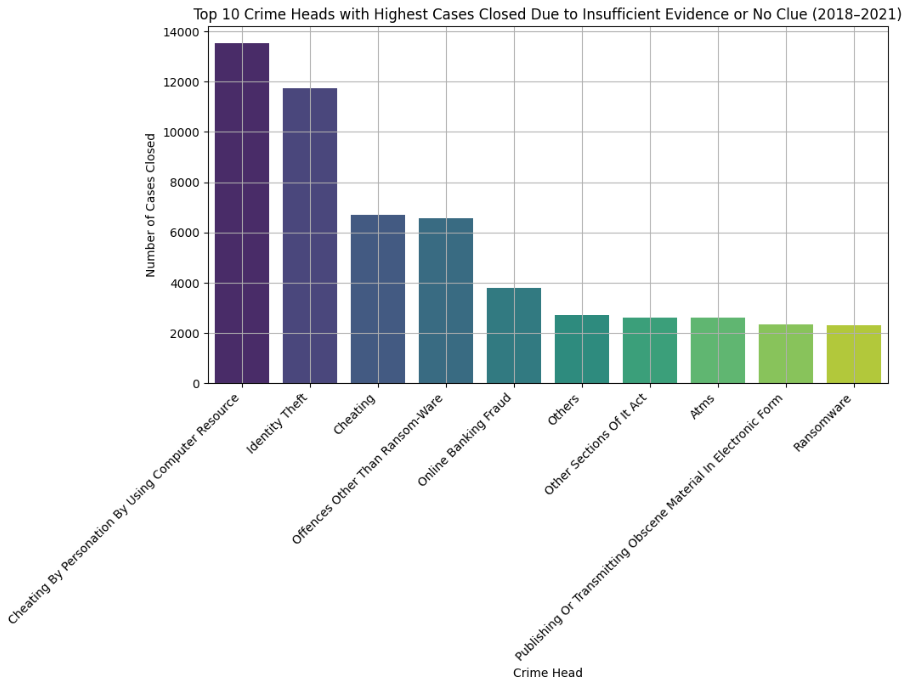 Top 10 Crime Heads with Highest Cases Closed Due to Insufficient Evidence or No Clue (2018–2021)
Number of Cases Closed
14000
12000
10000
8000
6000
4000
2000
0
Cheating By Personation By Using Computer Resource
Identity Theft
Cheating
Offences Other Than Ransom-Ware
Online Banking Fraud
Others
Other Sections Of It Act
Atms
Publishing Or Transmitting Obscene Material In Electronic Form
Ransomware
Crime Head